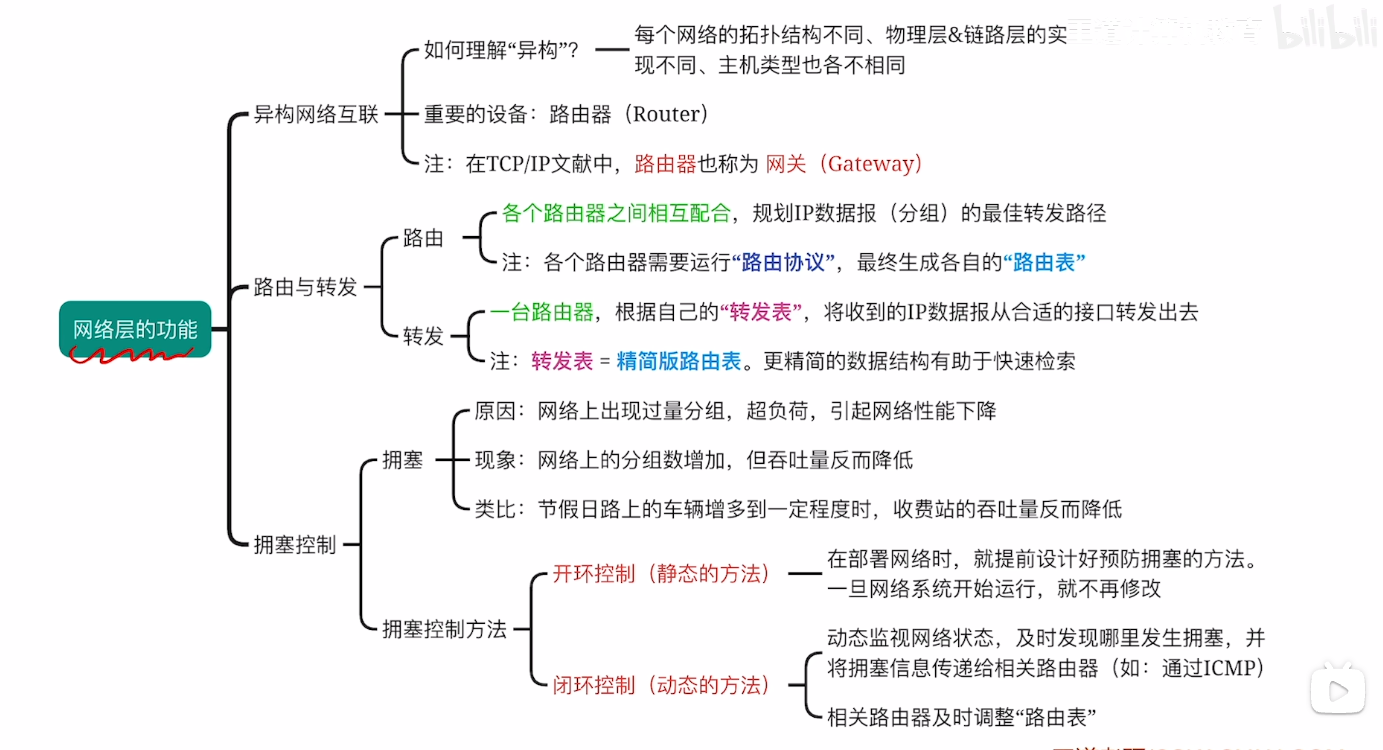 bilibili
每个网络的拓扑结构不同、物理层&链路层的实
如何理解“异构”？
现不同、主机类型也各不相同
异构网络互联
重要的设备：路由器（Router）
注：在TCP/IP文献中，路由器也称为 网关（Gateway）
各个路由器之间相互配合，规划IP数据报（分组）的最佳转发路径
路由
注：各个路由器需要运行“路由协议”，最终生成各自的“路由表”
路由与转发
一台路由器，根据自己的“转发表”，将收到的IP数据报从合适的接口转发出去
网络层的功能
转发
注：转发表 = 精简版路由表。更精简的数据结构有助于快速检索
原因：网络上出现过量分组，超负荷，引起网络性能下降
拥塞
现象：网络上的分组数增加，但吞吐量反而降低
类比：节假日路上的车辆增多到一定程度时，收费站的吞吐量反而降低
拥塞控制
在部署网络时，就提前设计好预防拥塞的方法。
开环控制（静态的方法）
一旦网络系统开始运行，就不再修改
拥塞控制方法
动态监视网络状态，及时发现哪里发生拥塞，并
将拥塞信息传递给相关路由器（如：通过ICMP）
闭环控制（动态的方法）
相关路由器及时调整“路由表”